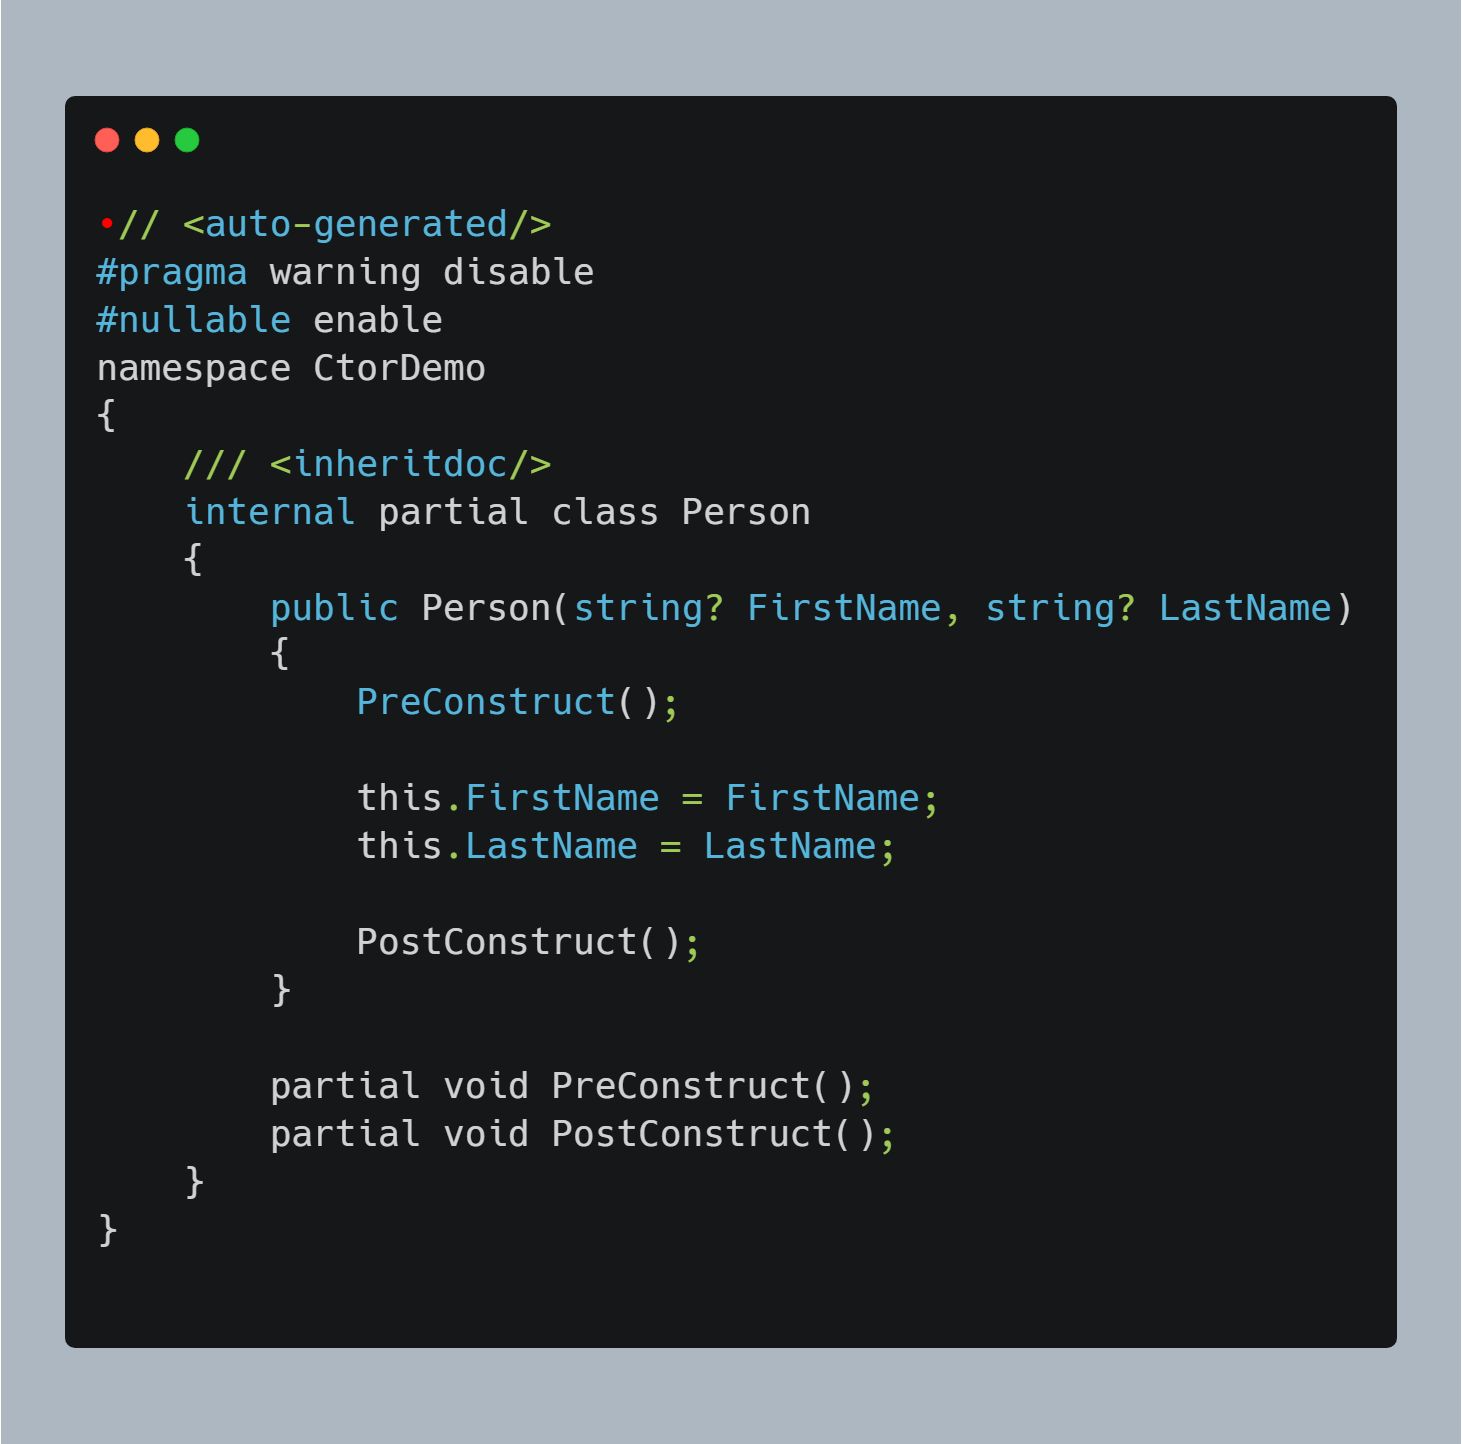 •// <auto-generated/>
#pragma warning disable
#nullable enable
namespace CtorDemo
{
    /// <inheritdoc/>
    internal partial class Person
    {
        public Person(string? FirstName, string? LastName)
        {
            PreConstruct();

            this.FirstName = FirstName;
            this.LastName = LastName;

            PostConstruct();
        }

        partial void PreConstruct();
        partial void PostConstruct();
    }
}